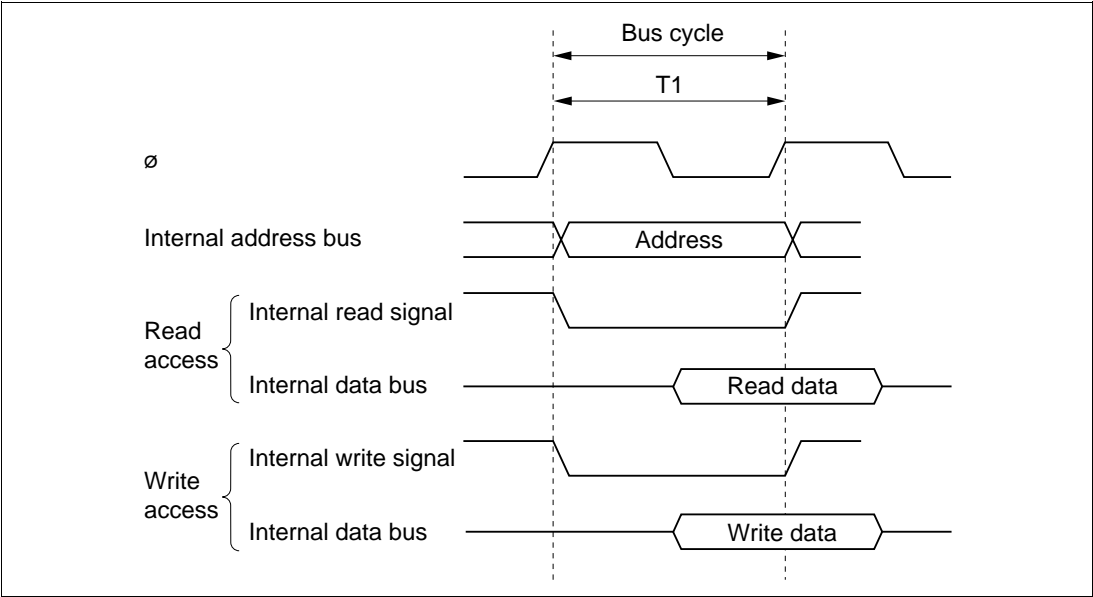 Bus cycle
T1
ø
Internal address bus
Address
Read
access
Internal read signal
Internal data bus
Read data
Write
access
Internal write signal
Internal data bus
Write data